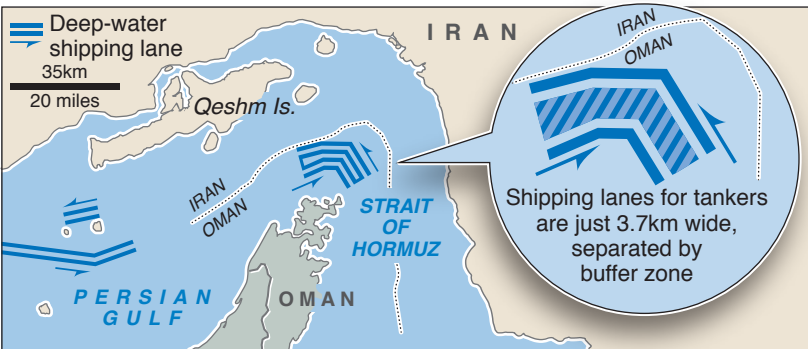 Deep-water
shipping lane
35km
20 miles
I R A N
Qeshm Is.
IRAN
OMAN
STRAIT
OF
HORMUZ
PERSIAN
GULF
OMAN
IRAN
OMAN
Shipping lanes for tankers
are just 3.7km wide,
separated by
buffer zone